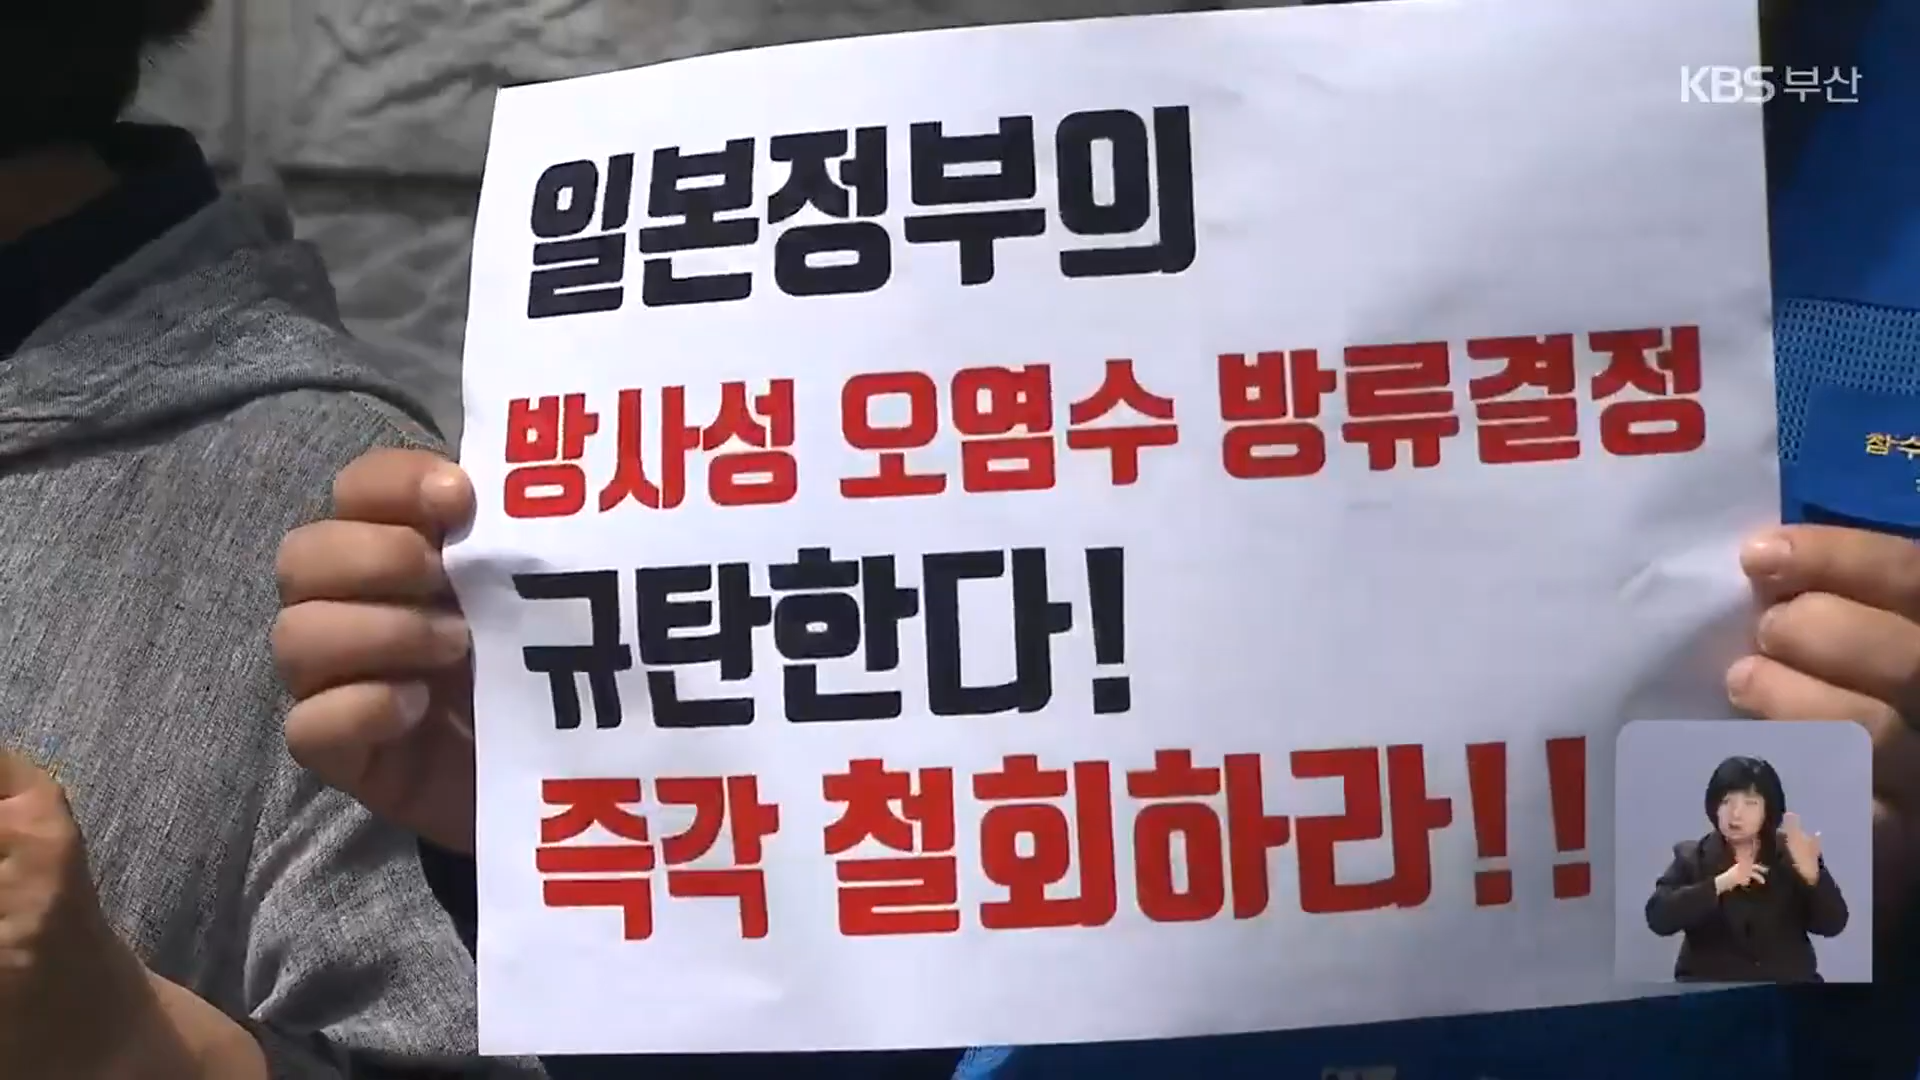 KBS 부산
일본정부의
방사성 오염수 방류결정
규탄한다!
즉각 철회하라!!